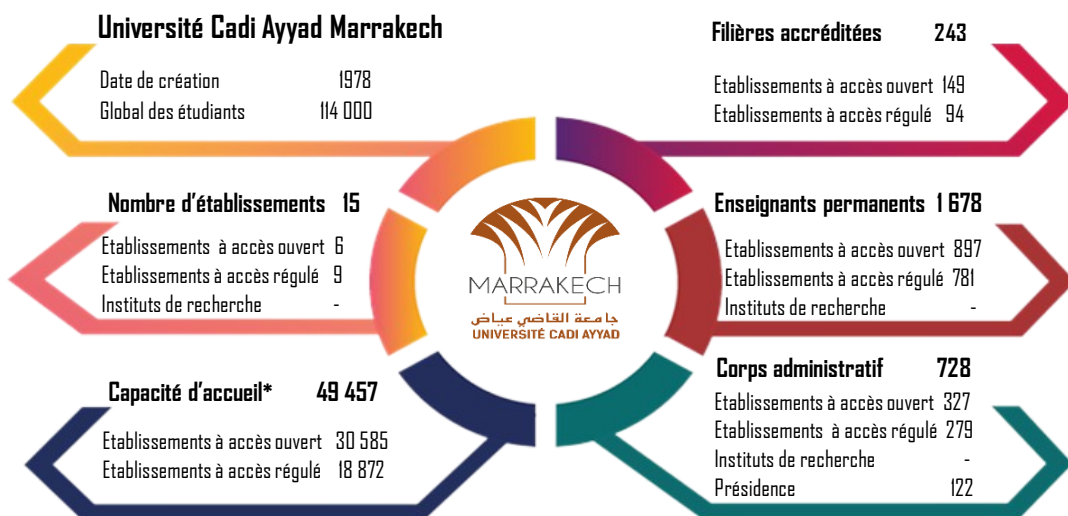 Université Cadi Ayyad Marrakech
Date de création 1978
Global des étudiants 114 000
Filières accréditées 243
Etablissements à accès ouvert 149
Etablissements à accès régulé 94
Nombre d'établissements 15
Etablissements à accès ouvert 6
Etablissements à accès régulé 9
Instituts de recherche -
MARRAKECH
جامعة القاضي عياض
UNIVERSITÉ CADI AYYAD
Enseignants permanents 1 678
Etablissements à accès ouvert 897
Etablissements à accès régulé 781
Instituts de recherche -
Capacité d'accueil* 49 457
Etablissements à accès ouvert 30 585
Etablissements à accès régulé 18 872
Corps administratif 728
Etablissements à accès ouvert 327
Etablissements à accès régulé 279
Instituts de recherche -
Présidence 122